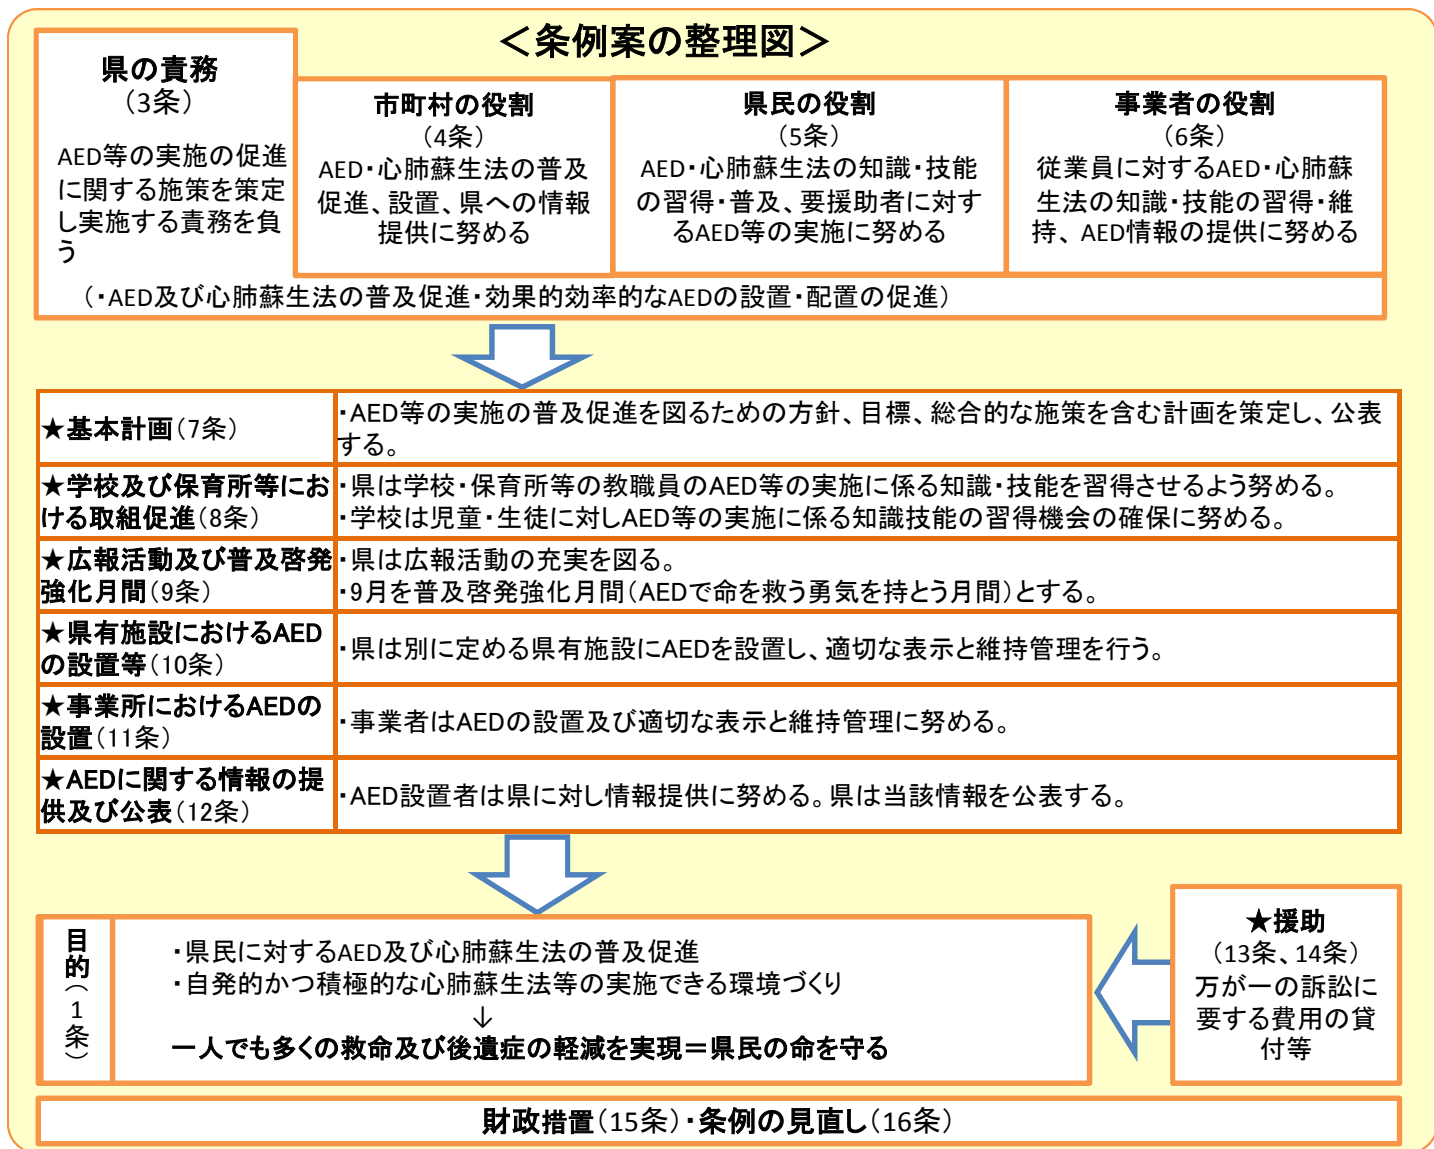 ＜条例案の整理図＞
県の責務
（3条）
AED等の実施の促進
に関する施策を策定
し実施する責務を負
う
市町村の役割
（4条）
AED・心肺蘇生法の普及
促進、設置、県への情報
提供に努める
県民の役割
（5条）
AED・心肺蘇生法の知識・技能
の習得・普及、要援助者に対す
るAED等の実施に努める
事業者の役割
（6条）
従業員に対するAED・心肺蘇
生法の知識・技能の習得・維
持、AED情報の提供に努める
（・AED及び心肺蘇生法の普及促進・効果的効率的なAEDの設置・配置の促進）
★基本計画（7条）
・AED等の実施の普及促進を図るための方針、目標、総合的な施策を含む計画を策定し、公表
する。
★学校及び保育所等にお
ける取組促進（8条）
・県は学校・保育所等の教職員のAED等の実施に係る知識・技能を習得させるよう努める。
・学校は児童・生徒に対しAED等の実施に係る知識技能の習得機会の確保に努める。
★広報活動及び普及啓発
強化月間（9条）
・県は広報活動の充実を図る。
・9月を普及啓発強化月間（AEDで命を救う勇気を持とう月間）とする。
★県有施設におけるAED
の設置等（10条）
・県は別に定める県有施設にAEDを設置し、適切な表示と維持管理を行う。
★事業所におけるAEDの
設置（11条）
・事業者はAEDの設置及び適切な表示と維持管理に努める。
★AEDに関する情報の提
供及び公表（12条）
・AED設置者は県に対し情報提供に努める。県は当該情報を公表する。
目的（1条）
・県民に対するAED及び心肺蘇生法の普及促進
・自発的かつ積極的な心肺蘇生法等の実施できる環境づくり
↓
一人でも多くの救命及び後遺症の軽減を実現＝県民の命を守る
★援助
（13条、14条）
万が一の訴訟に
要する費用の貸
付等
財政措置（15条）・条例の見直し（16条）